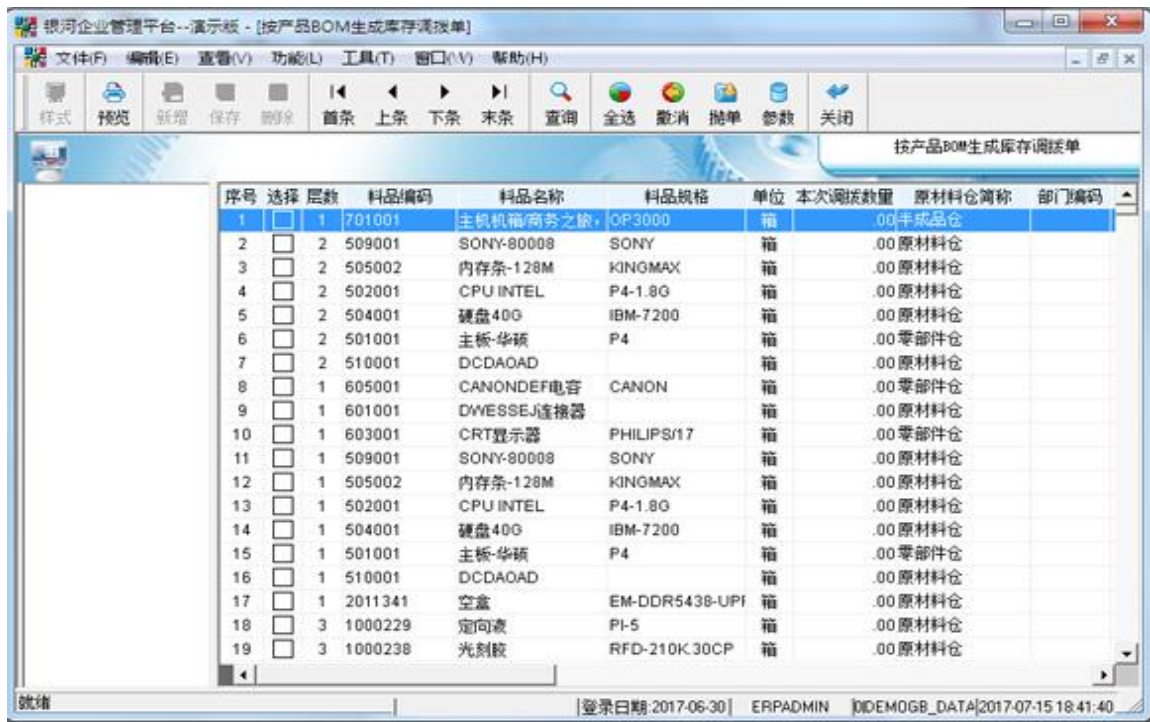 银河企业管理平台--演示版 - [按产品BOM生成库存调拨单]
文件(F) 编辑(E) 查看(V) 功能(L) 工具(T) 窗口(W) 帮助(H)
样式 预览 新增 保存 删除 首条 上条 下条 末条 查询 全选 撤消 抛单 参数 关闭
按产品BOM生成库存调拨单
序号 选择 层数 料品编码 料品名称 料品规格 单位 本次调拨数量 原材料仓简称 部门编码
1 1 701001 主机机箱/商务之旅, OP3000 箱 .00 半成品仓
2 2 509001 SONY-80008 SONY 箱 .00 原材料仓
3 2 505002 内存条-128M KINGMAX 箱 .00 原材料仓
4 2 502001 CPU INTEL P4-1.8G 箱 .00 原材料仓
5 2 504001 硬盘40G IBM-7200 箱 .00 原材料仓
6 2 501001 主板-华硕 P4 箱 .00 零部件仓
7 2 510001 DCDAOAD 箱 .00 原材料仓
8 1 605001 CANONDEF电容 CANON 箱 .00 零部件仓
9 1 601001 DWESSEJ连接器 箱 .00 原材料仓
10 1 603001 CRT显示器 PHILIPS/17 箱 .00 零部件仓
11 1 509001 SONY-80008 SONY 箱 .00 原材料仓
12 1 505002 内存条-128M KINGMAX 箱 .00 原材料仓
13 1 502001 CPU INTEL P4-1.8G 箱 .00 原材料仓
14 1 504001 硬盘40G IBM-7200 箱 .00 原材料仓
15 1 501001 主板-华硕 P4 箱 .00 零部件仓
16 1 510001 DCDAOAD 箱 .00 原材料仓
17 1 2011341 空盒 EM-DDR5438-UPF 箱 .00 原材料仓
18 3 1000229 定向液 PI-5 箱 .00 原材料仓
19 3 1000238 光刻胶 RFD-210K 30CP 箱 .00 原材料仓
就绪 登录日期:2017-06-30 ERPADMIN DEMOGB_DATA 2017-07-15 18:41:40